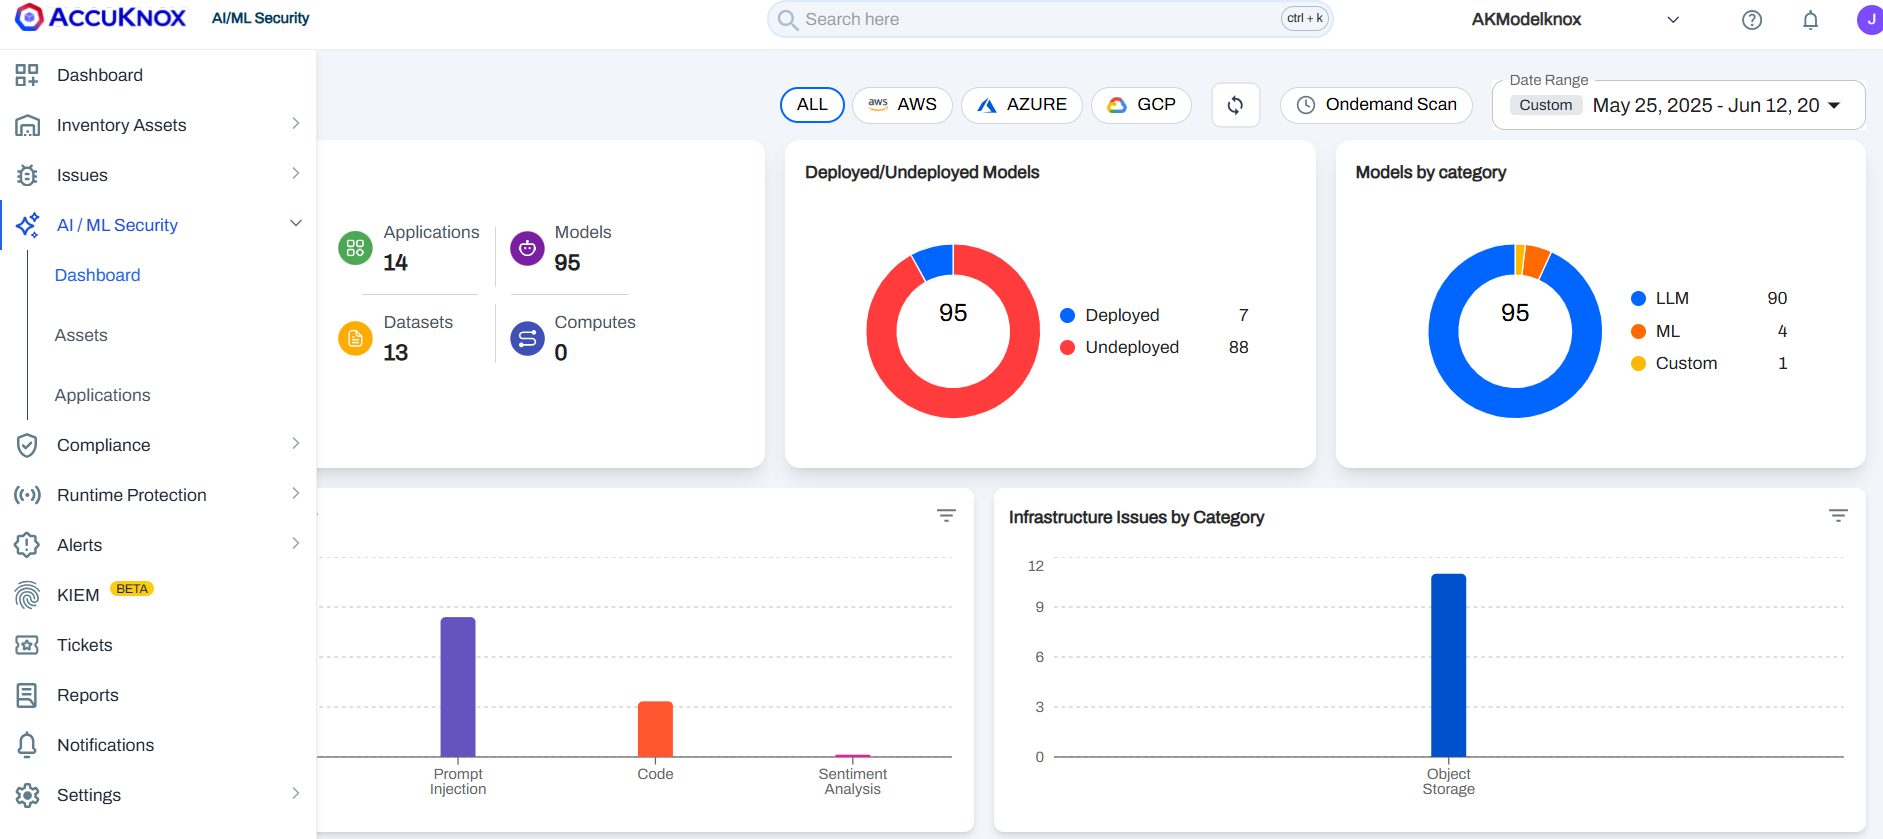 ACCUKNOX
AI/ML Security
Search here
ctrl + k
AKModelknox
J
Dashboard
Inventory Assets
Issues
AI / ML Security
Dashboard
Assets
Applications
Compliance
Runtime Protection
Alerts
KIEM BETA
Tickets
Reports
Notifications
Settings
ALL
aws AWS
AZURE
GCP
Ondemand Scan
Date Range
Custom May 25, 2025 - Jun 12, 20
Applications
14
Models
95
Datasets
13
Computes
0
Deployed/Undeployed Models
95
Deployed 7
Undeployed 88
Models by category
95
LLM 90
ML 4
Custom 1
Prompt
Injection
Code
Sentiment
Analysis
Infrastructure Issues by Category
12
9
6
3
0
Object
Storage